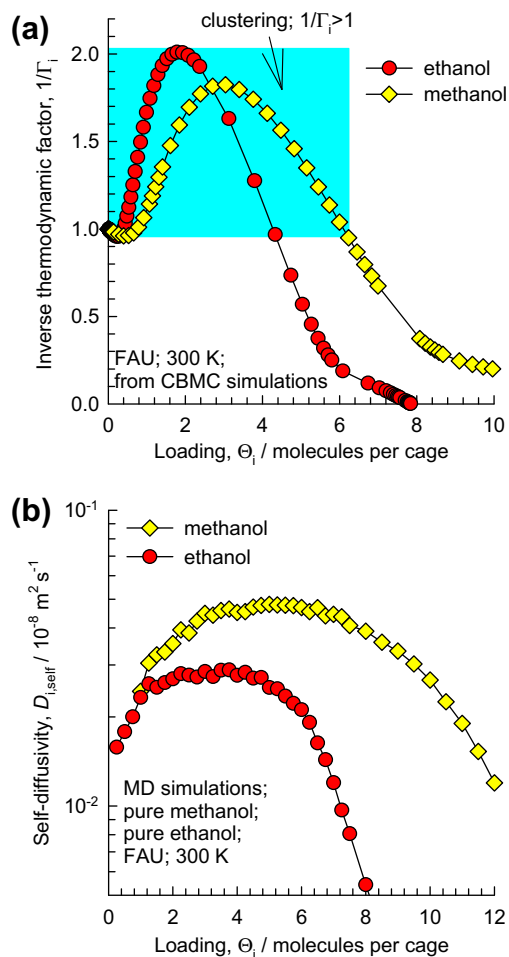 (a)
clustering; 1/Γi>1
Inverse thermodynamic factor, 1/Γi
2.0
1.5
1.0
0.5
0.0
ethanol
methanol
FAU; 300 K;
from CBMC simulations
0 2 4 6 8 10
Loading, Θi / molecules per cage
(b)
Self-diffusivity, Di,self / 10-8 m2 s-1
10-1
10-2
methanol
ethanol
MD simulations;
pure methanol;
pure ethanol;
FAU; 300 K
0 2 4 6 8 10 12
Loading, Θi / molecules per cage